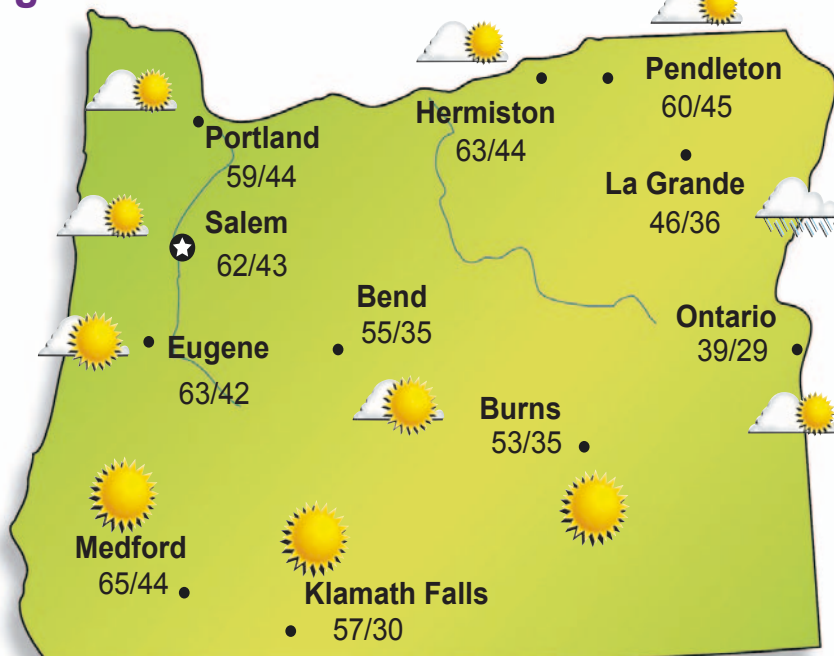 g
Pendleton
60/45
Hermiston
63/44
Portland
59/44
La Grande
46/36
Salem
62/43
Bend
55/35
Ontario
39/29
Eugene
63/42
Burns
53/35
Medford
65/44
Klamath Falls
57/30